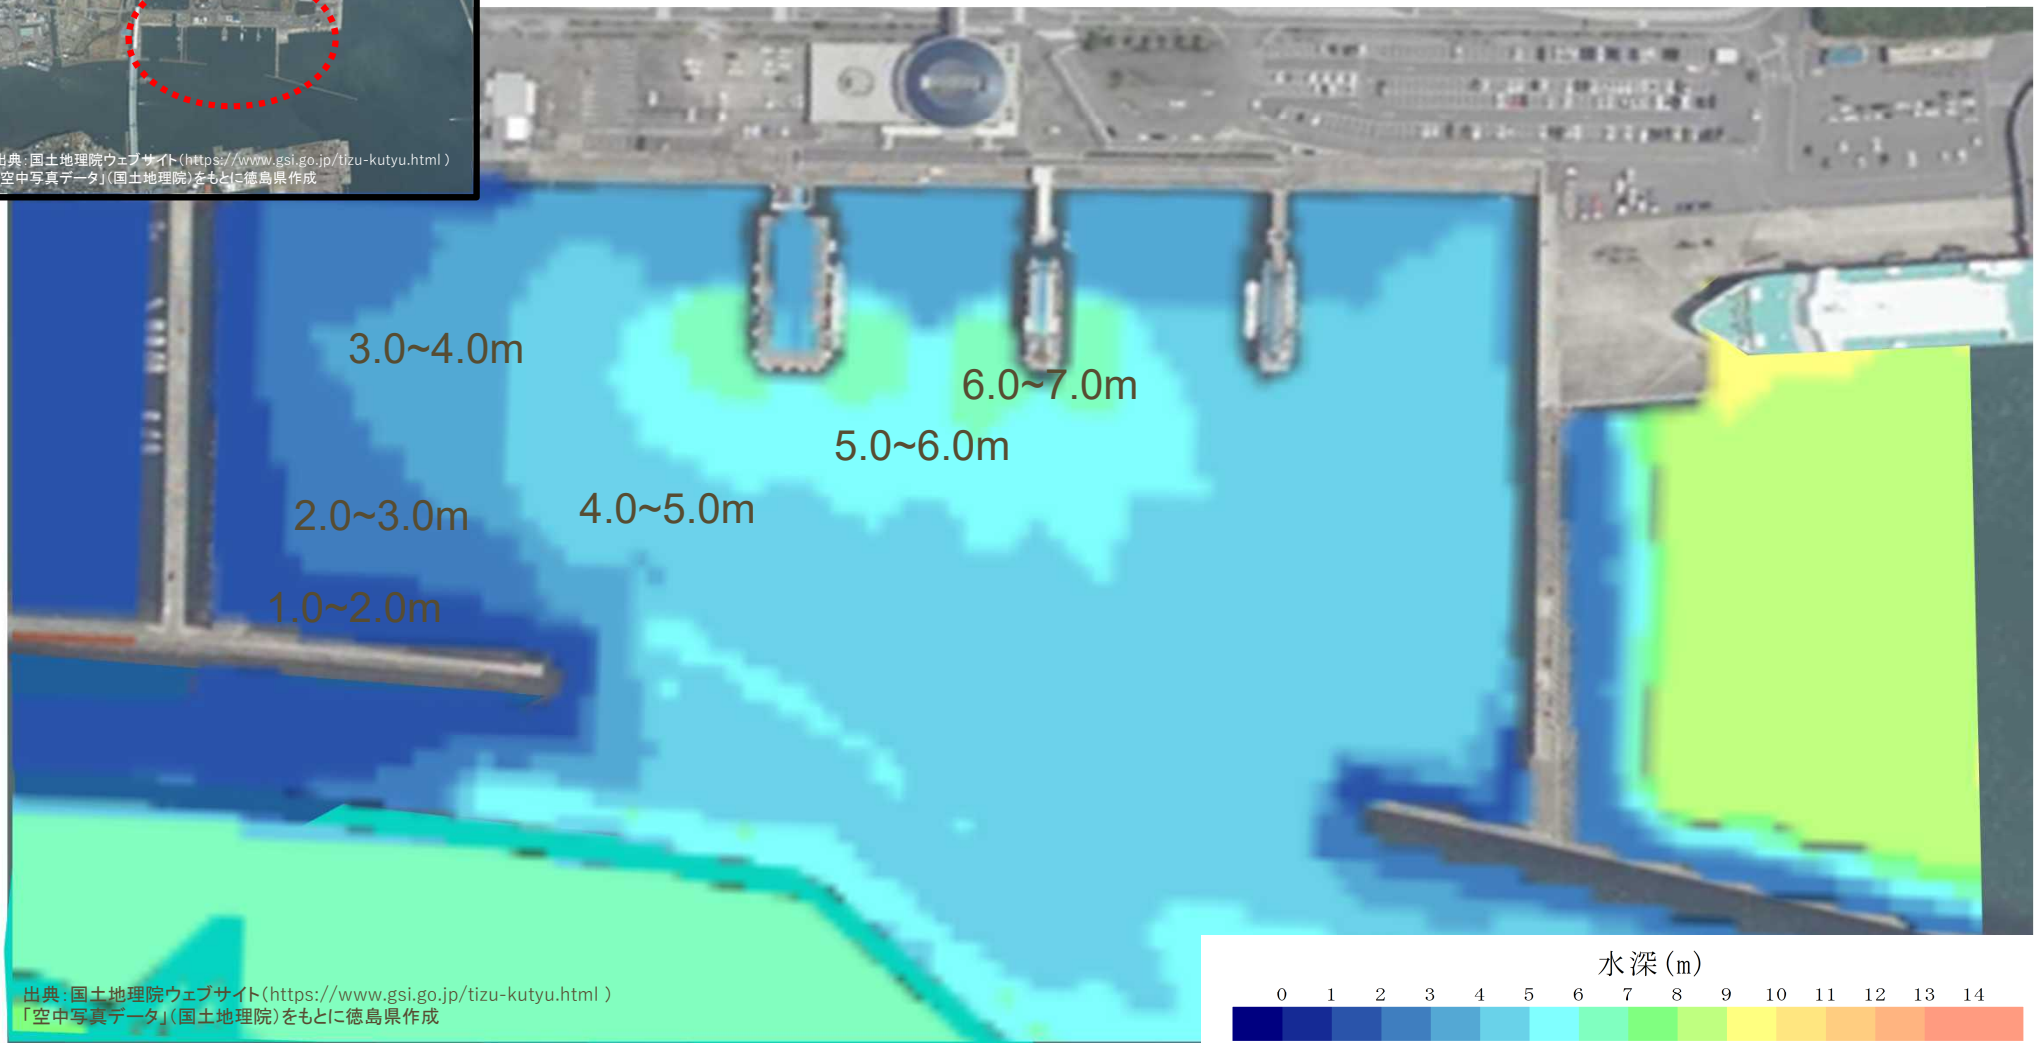 出典:国土地理院ウェブサイト(https://www.gsi.go.jp/tizu-kutyu.html )
「空中写真データ」(国土地理院)をもとに徳島県作成
3.0~4.0m
6.0~7.0m
5.0~6.0m
2.0~3.0m
4.0~5.0m
1.0~2.0m
水深(m)
0 1 2 3 4 5 6 7 8 9 10 11 12 13 14
出典:国土地理院ウェブサイト(https://www.gsi.go.jp/tizu-kutyu.html )
「空中写真データ」(国土地理院)をもとに徳島県作成